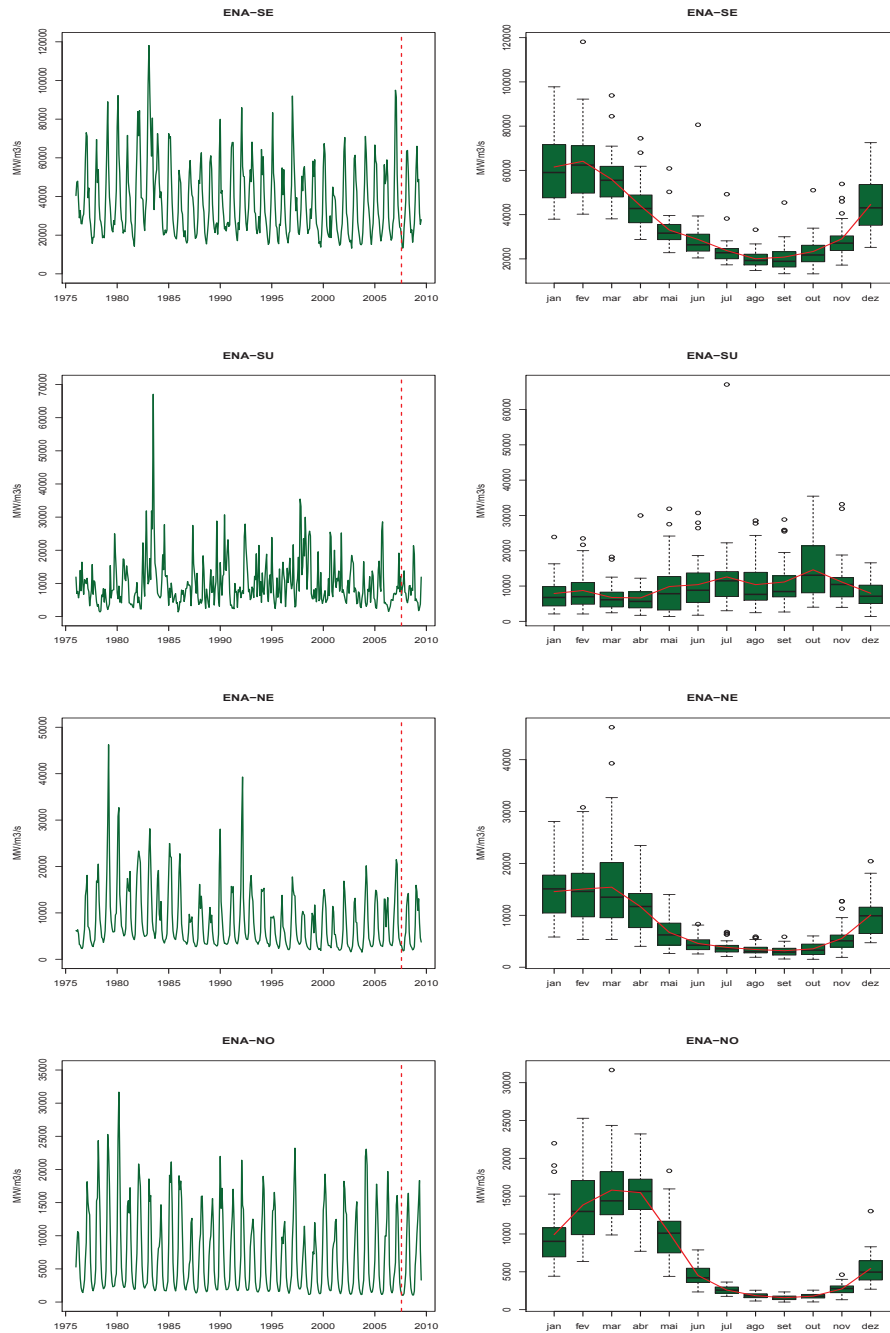 ENA−SE
MW/m3/s
0 20000 40000 60000 80000 100000 120000
1975 1980 1985 1990 1995 2000 2005 2010
ENA−SE
MW/m3/s
20000 40000 60000 80000 100000 120000
jan fev mar abr mai jun jul ago set out nov dez
ENA−SU
MW/m3/s
0 10000 20000 30000 40000 50000 60000 70000
1975 1980 1985 1990 1995 2000 2005 2010
ENA−SU
MW/m3/s
0 10000 20000 30000 40000 50000 60000
jan fev mar abr mai jun jul ago set out nov dez
ENA−NE
MW/m3/s
0 10000 20000 30000 40000 50000
1975 1980 1985 1990 1995 2000 2005 2010
ENA−NE
MW/m3/s
0 10000 20000 30000 40000
jan fev mar abr mai jun jul ago set out nov dez
ENA−NO
MW/m3/s
0 5000 10000 15000 20000 25000 30000 35000
1975 1980 1985 1990 1995 2000 2005 2010
ENA−NO
MW/m3/s
0 5000 10000 15000 20000 25000 30000
jan fev mar abr mai jun jul ago set out nov dez